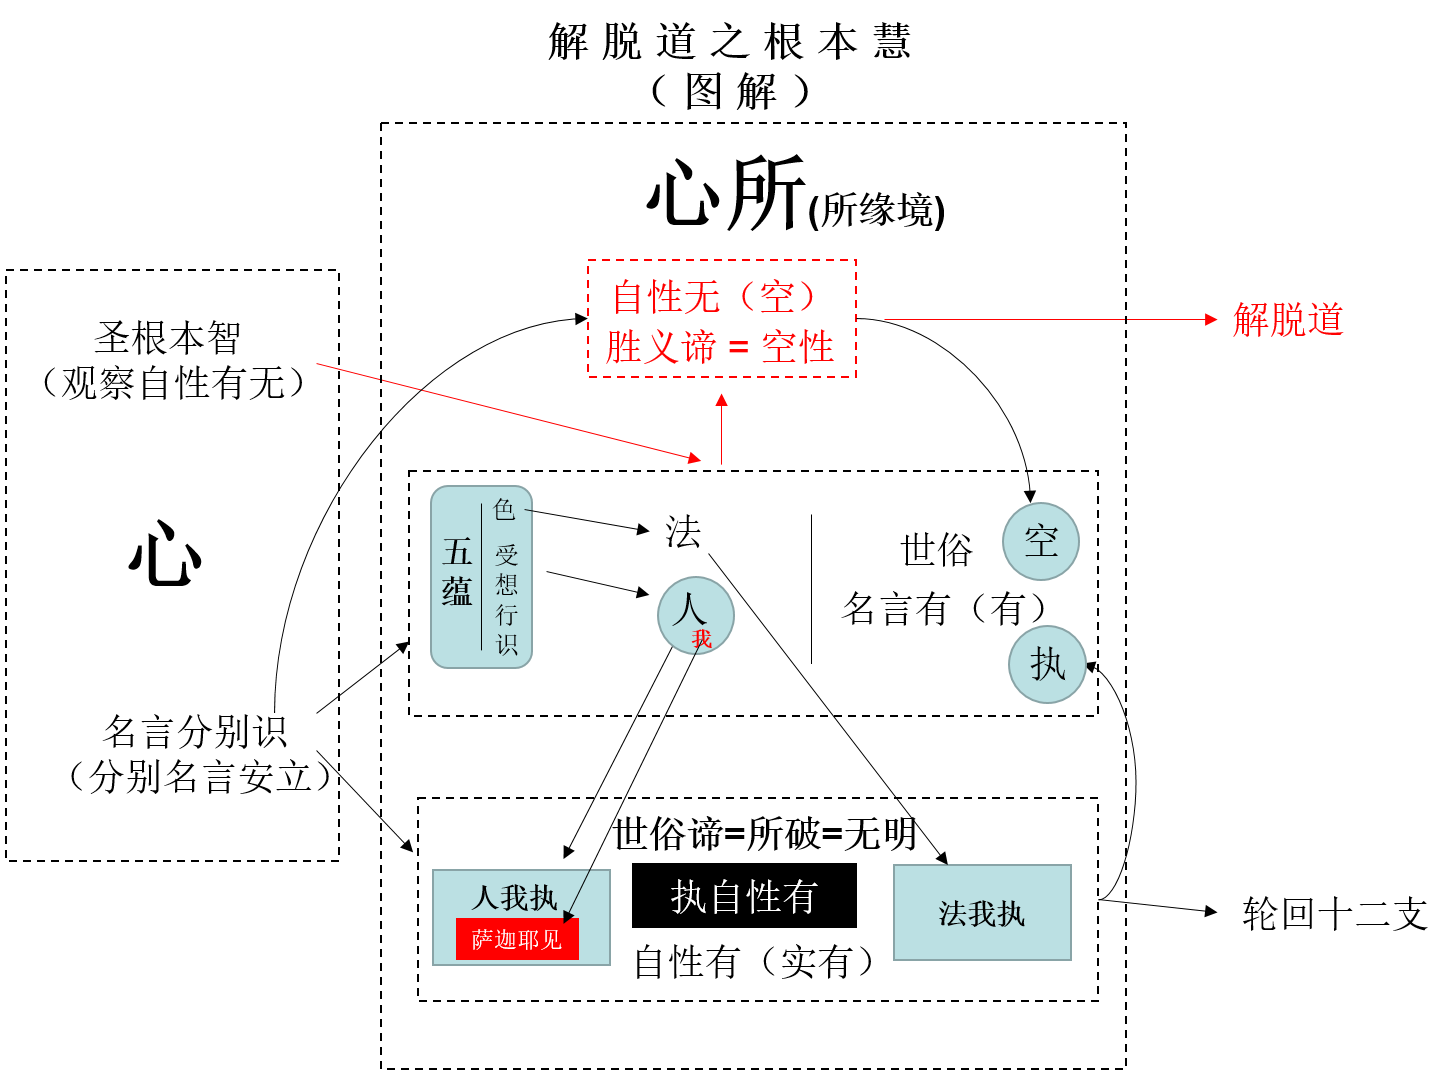 解脱道之根本慧
（图解）
心所(所缘境)
自性无（空）
胜义谛 = 空性
解脱道
圣根本智
（观察自性有无）
心
名言分别识
（分别名言安立）
五蕴
色
受想行识
法
人
我
世俗
名言有（有）
空
执
世俗谛=所破=无明
人我执
萨迦耶见
执自性有
自性有（实有）
法我执
轮回十二支